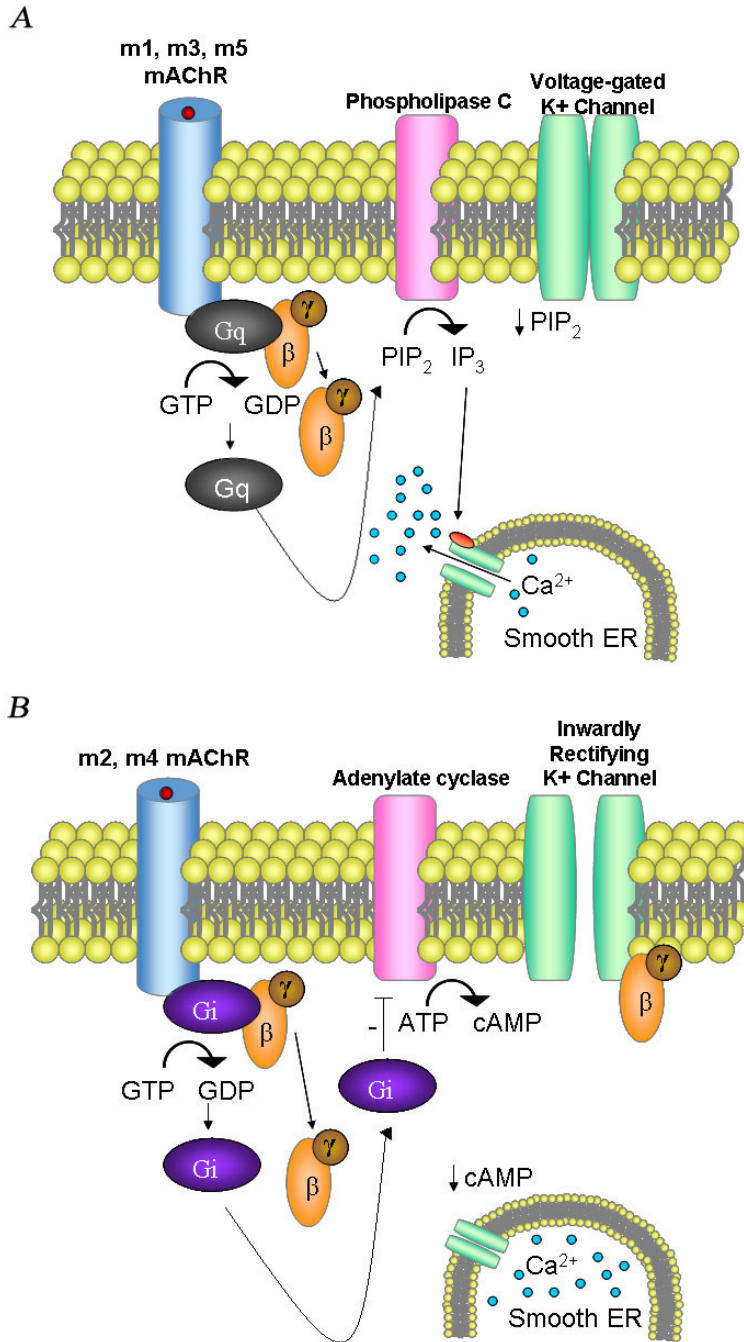 A
m1, m3, m5
mAChR
Phospholipase C
Voltage-gated
K+ Channel
Gq
β
γ
GTP
GDP
β
γ
Gq
PIP₂
IP₃
↓ PIP₂
Ca²⁺
Smooth ER
B
m2, m4 mAChR
Adenylate cyclase
Inwardly
Rectifying
K+ Channel
Gi
β
γ
GTP
GDP
Gi
β
γ
-
ATP
cAMP
Gi
γ
β
↓ cAMP
Ca²⁺
Smooth ER